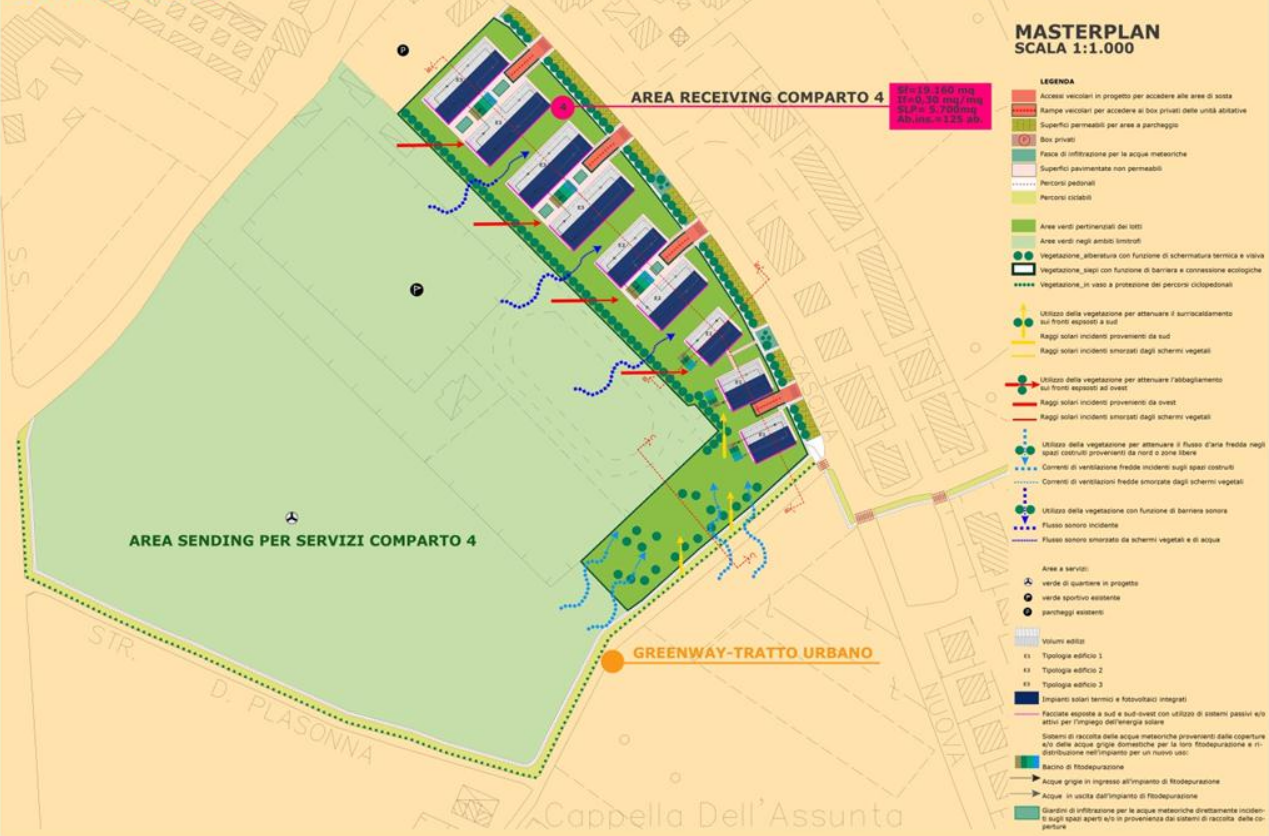 MASTERPLAN
SCALA 1:1.000
AREA RECEIVING COMPARTO 4
Sf=19.160 mq
If=0,30 mq/mq
SLP= 5.700mq
Ab.ins.=125 ab.
4
LEGENDA
Accessi veicolari in progetto per accedere alle aree di sosta
Rampe veicolari per accedere ai box privati delle unità abitative
Superfici permeabili per aree a parcheggio
Box privati
Fasce di infiltrazione per le acque meteoriche
Superfici pavimentate non permeabili
Percorsi pedonali
Percorsi ciclabili
Aree verdi pertinenziali dei lotti
Aree verdi negli ambiti limitrofi
Vegetazione_alberatura con funzione di schermatura termica e visiva
Vegetazione_siepi con funzione di barriera e connessione ecologiche
Vegetazione_in vaso a protezione dei percorsi ciclopedonali
Utilizzo della vegetazione per attenuare il surriscaldamento
sui fronti esposti a sud
Raggi solari incidenti provenienti da sud
Raggi solari incidenti smorzati dagli schermi vegetali
Utilizzo della vegetazione per attenuare l'abbagliamento
sui fronti esposti ad ovest
Raggi solari incidenti provenienti da ovest
Raggi solari incidenti smorzati dagli schermi vegetali
Utilizzo della vegetazione per attenuare il flusso d'aria fredda negli
spazi costruiti provenienti da nord o zone libere
Correnti di ventilazione fredde incidenti sugli spazi costruiti
Correnti di ventilazioni fredde smorzate dagli schermi vegetali
Utilizzo della vegetazione con funzione di barriera sonora
Flusso sonoro incidente
Flusso sonoro smorzato da schermi vegetali e di acqua
Area a servizi:
verde di quartiere in progetto
P verde sportivo esistente
P parcheggi esistenti
Volumi edilizi
E1 Tipologia edificio 1
E2 Tipologia edificio 2
E3 Tipologia edificio 3
Impianti solari termici e fotovoltaici integrati
Facciate esposte a sud e sud-ovest con utilizzo di sistemi passivi e/o
attivi per l'impiego dell'energia solare
Sistemi di raccolta delle acque meteoriche provenienti dalle coperture
e/o delle acque grigie domestiche per la loro fitodepurazione e ri-
distribuzione nell'impianto per un nuovo uso:
Bacino di fitodepurazione
Acque grigie in ingresso all'impianto di fitodepurazione
Acque in uscita dall'impianto di fitodepurazione
Giardini di infiltrazione per le acque meteoriche direttamente inciden-
ti sugli spazi aperti e/o in provenienza dai sistemi di raccolta delle co-
perture
AREA SENDING PER SERVIZI COMPARTO 4
GREENWAY-TRATTO URBANO
S.S.
STR.
D. PLASONNA
NUOVA
Cappella Dell'Assunta